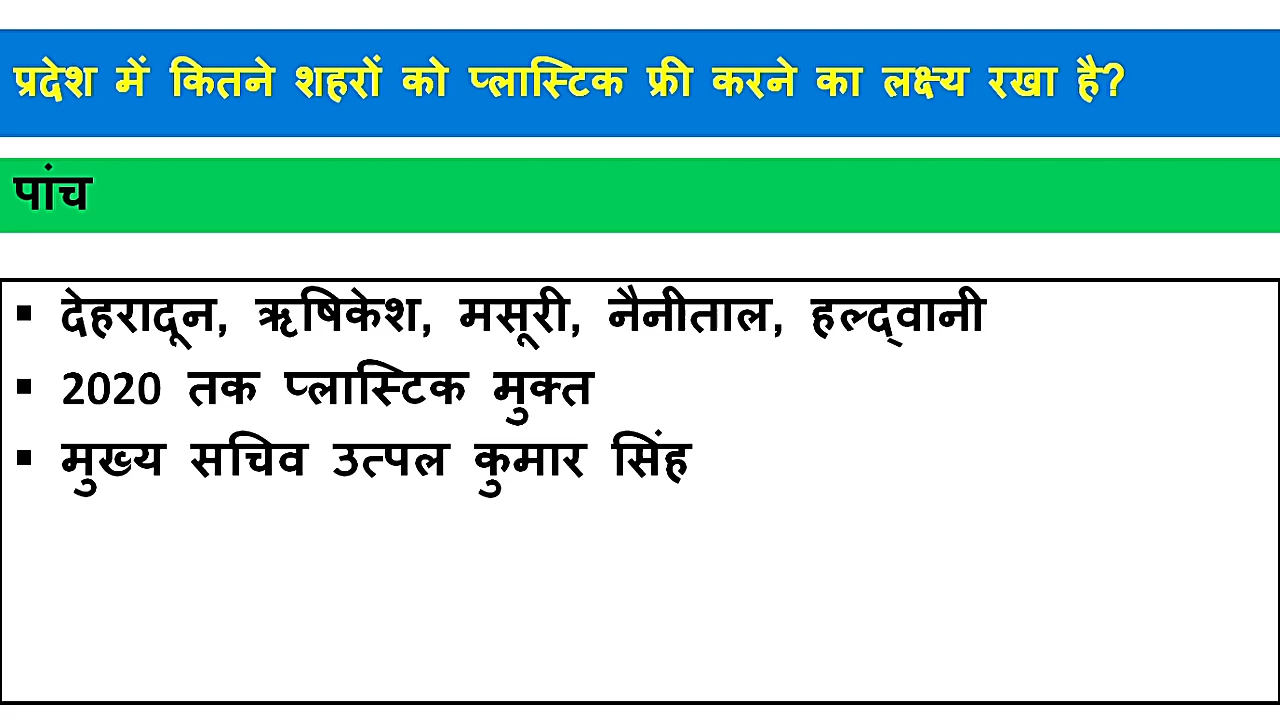 प्रदेश में कितने शहरों को प्लास्टिक फ्री करने का लक्ष्य रखा है?
पांच
▪ देहरादून, ऋषिकेश, मसूरी, नैनीताल, हल्द्वानी
▪ 2020 तक प्लास्टिक मुक्त
▪ मुख्य सचिव उत्पल कुमार सिंह